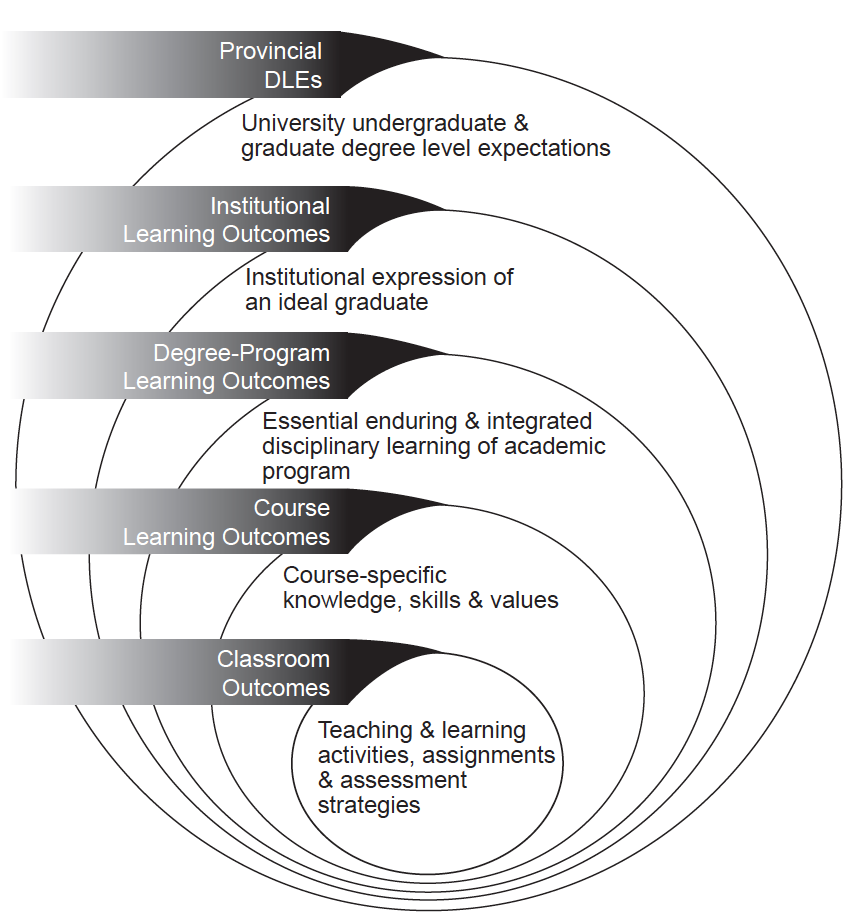 Provincial
DLEs
University undergraduate &
graduate degree level expectations
Institutional
Learning Outcomes
Institutional expression of
an ideal graduate
Degree-Program
Learning Outcomes
Essential enduring & integrated
disciplinary learning of academic
program
Course
Learning Outcomes
Course-specific
knowledge, skills & values
Classroom
Outcomes
Teaching & learning
activities, assignments
& assessment
strategies